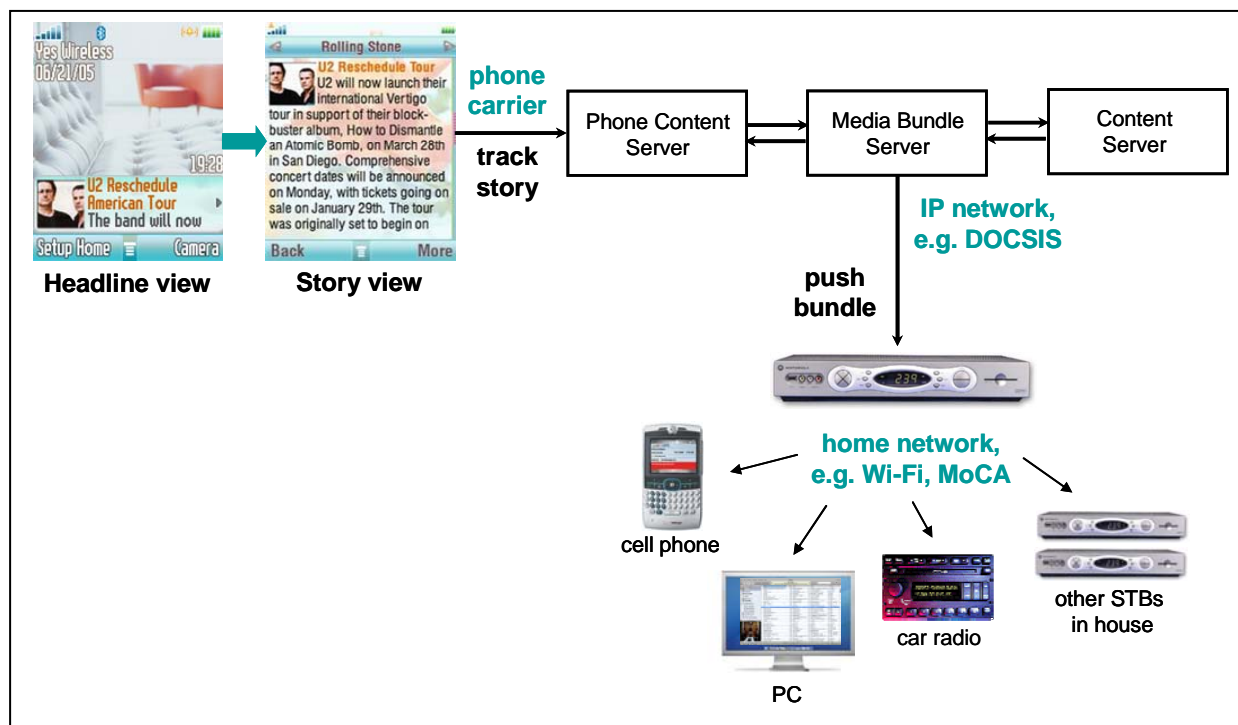 Yes Wireless
06/21/05
19:28
U2 Reschedule
American Tour
The band will now
Setup Home
Camera
Headline view
Rolling Stone
U2 Reschedule Tour
U2 will now launch their
international Vertigo
tour in support of their block-
buster album, How to Dismantle
an Atomic Bomb, on March 28th
in San Diego. Comprehensive
concert dates will be announced
on Monday, with tickets going on
sale on January 29th. The tour
was originally set to begin on
Back
More
Story view
phone
carrier
track
story
Phone Content
Server
Media Bundle
Server
Content
Server
IP network,
e.g. DOCSIS
push
bundle
239
home network,
e.g. Wi-Fi, MoCA
cell phone
PC
car radio
other STBs
in house